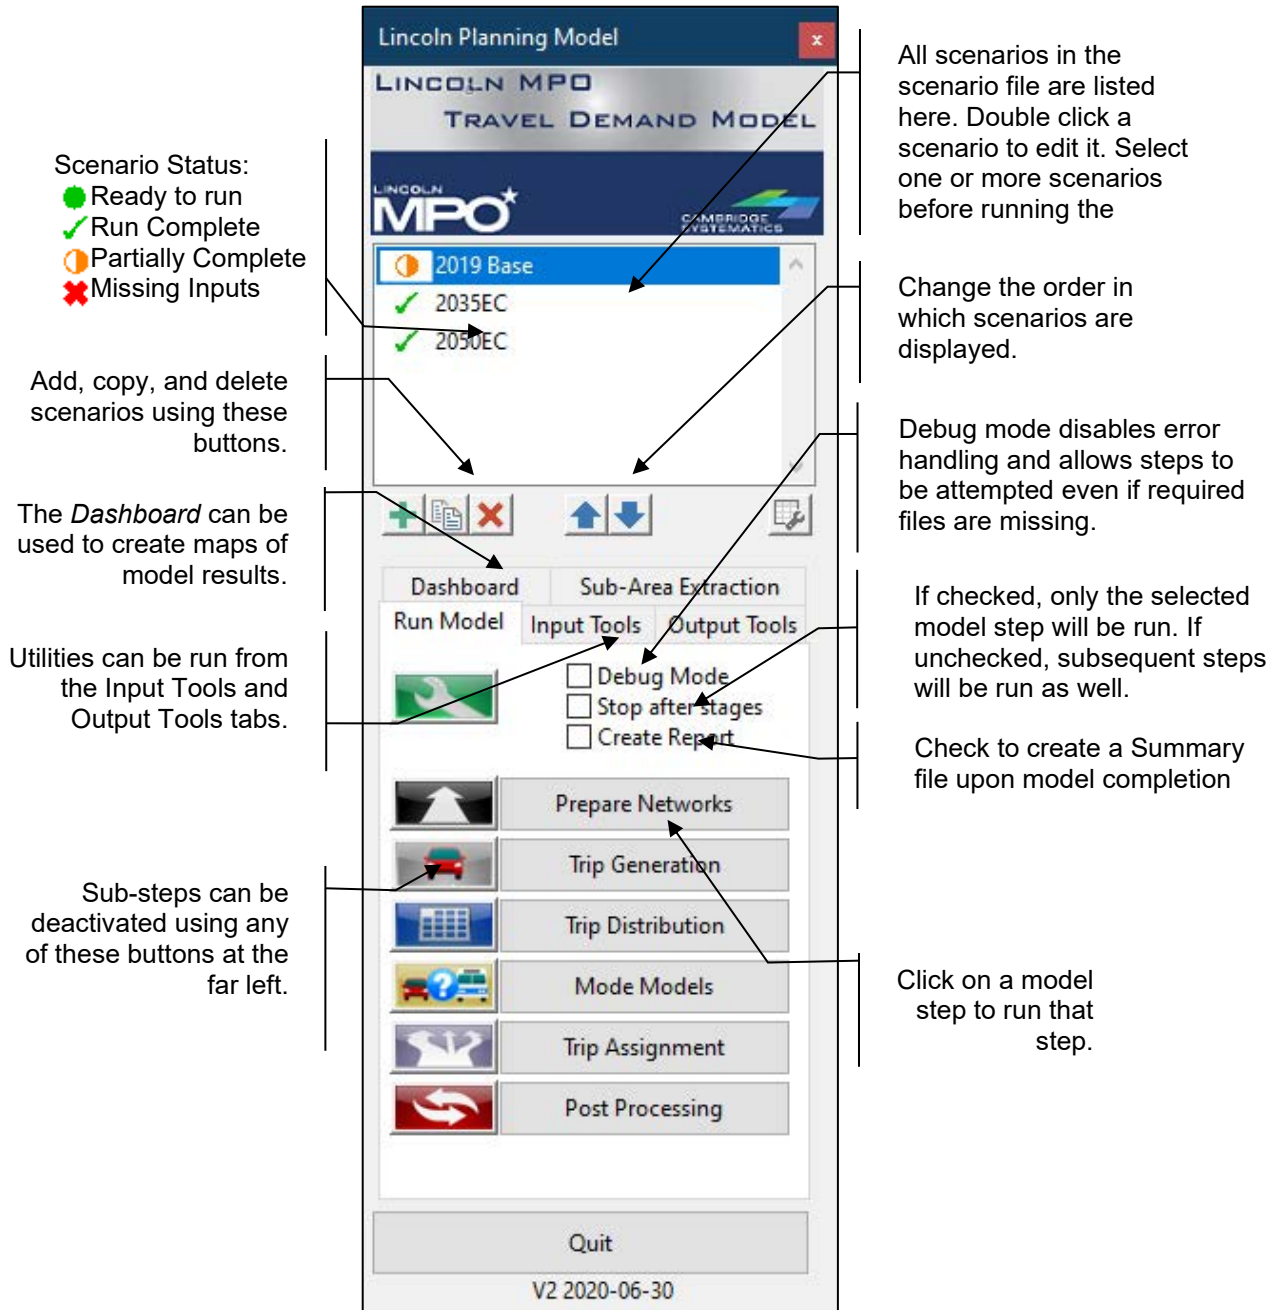 Lincoln Planning Model
x
LINCOLN MPO
TRAVEL DEMAND MODEL
LINCOLN
MPO
CAMBRIDGE
SYSTEMATICS
2019 Base
2035EC
2050EC
Dashboard
Sub-Area Extraction
Run Model
Input Tools
Output Tools
Debug Mode
Stop after stages
Create Report
Prepare Networks
Trip Generation
Trip Distribution
Mode Models
Trip Assignment
Post Processing
Quit
V2 2020-06-30
Scenario Status:
Ready to run
Run Complete
Partially Complete
Missing Inputs
Add, copy, and delete
scenarios using these
buttons.
The Dashboard can be
used to create maps of
model results.
Utilities can be run from
the Input Tools and
Output Tools tabs.
Sub-steps can be
deactivated using any
of these buttons at the
far left.
All scenarios in the
scenario file are listed
here. Double click a
scenario to edit it. Select
one or more scenarios
before running the
Change the order in
which scenarios are
displayed.
Debug mode disables error
handling and allows steps to
be attempted even if required
files are missing.
If checked, only the selected
model step will be run. If
unchecked, subsequent steps
will be run as well.
Check to create a Summary
file upon model completion
Click on a model
step to run that
step.